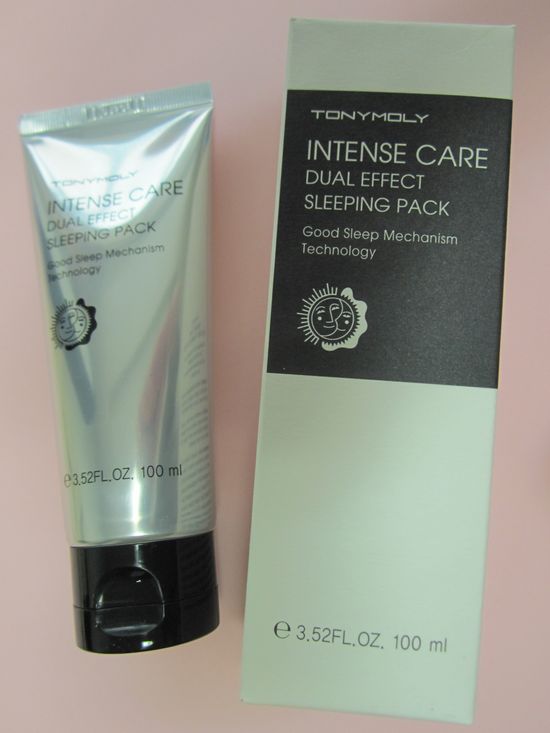 TONYMOLY
INTENSE CARE
DUAL EFFECT
SLEEPING PACK
Good Sleep Mechanism
Technology
℮3.52FL.OZ. 100 ml
TONYMOLY
INTENSE CARE
DUAL EFFECT
SLEEPING PACK
Good Sleep Mechanism
Technology
℮ 3.52FL.OZ. 100 ml